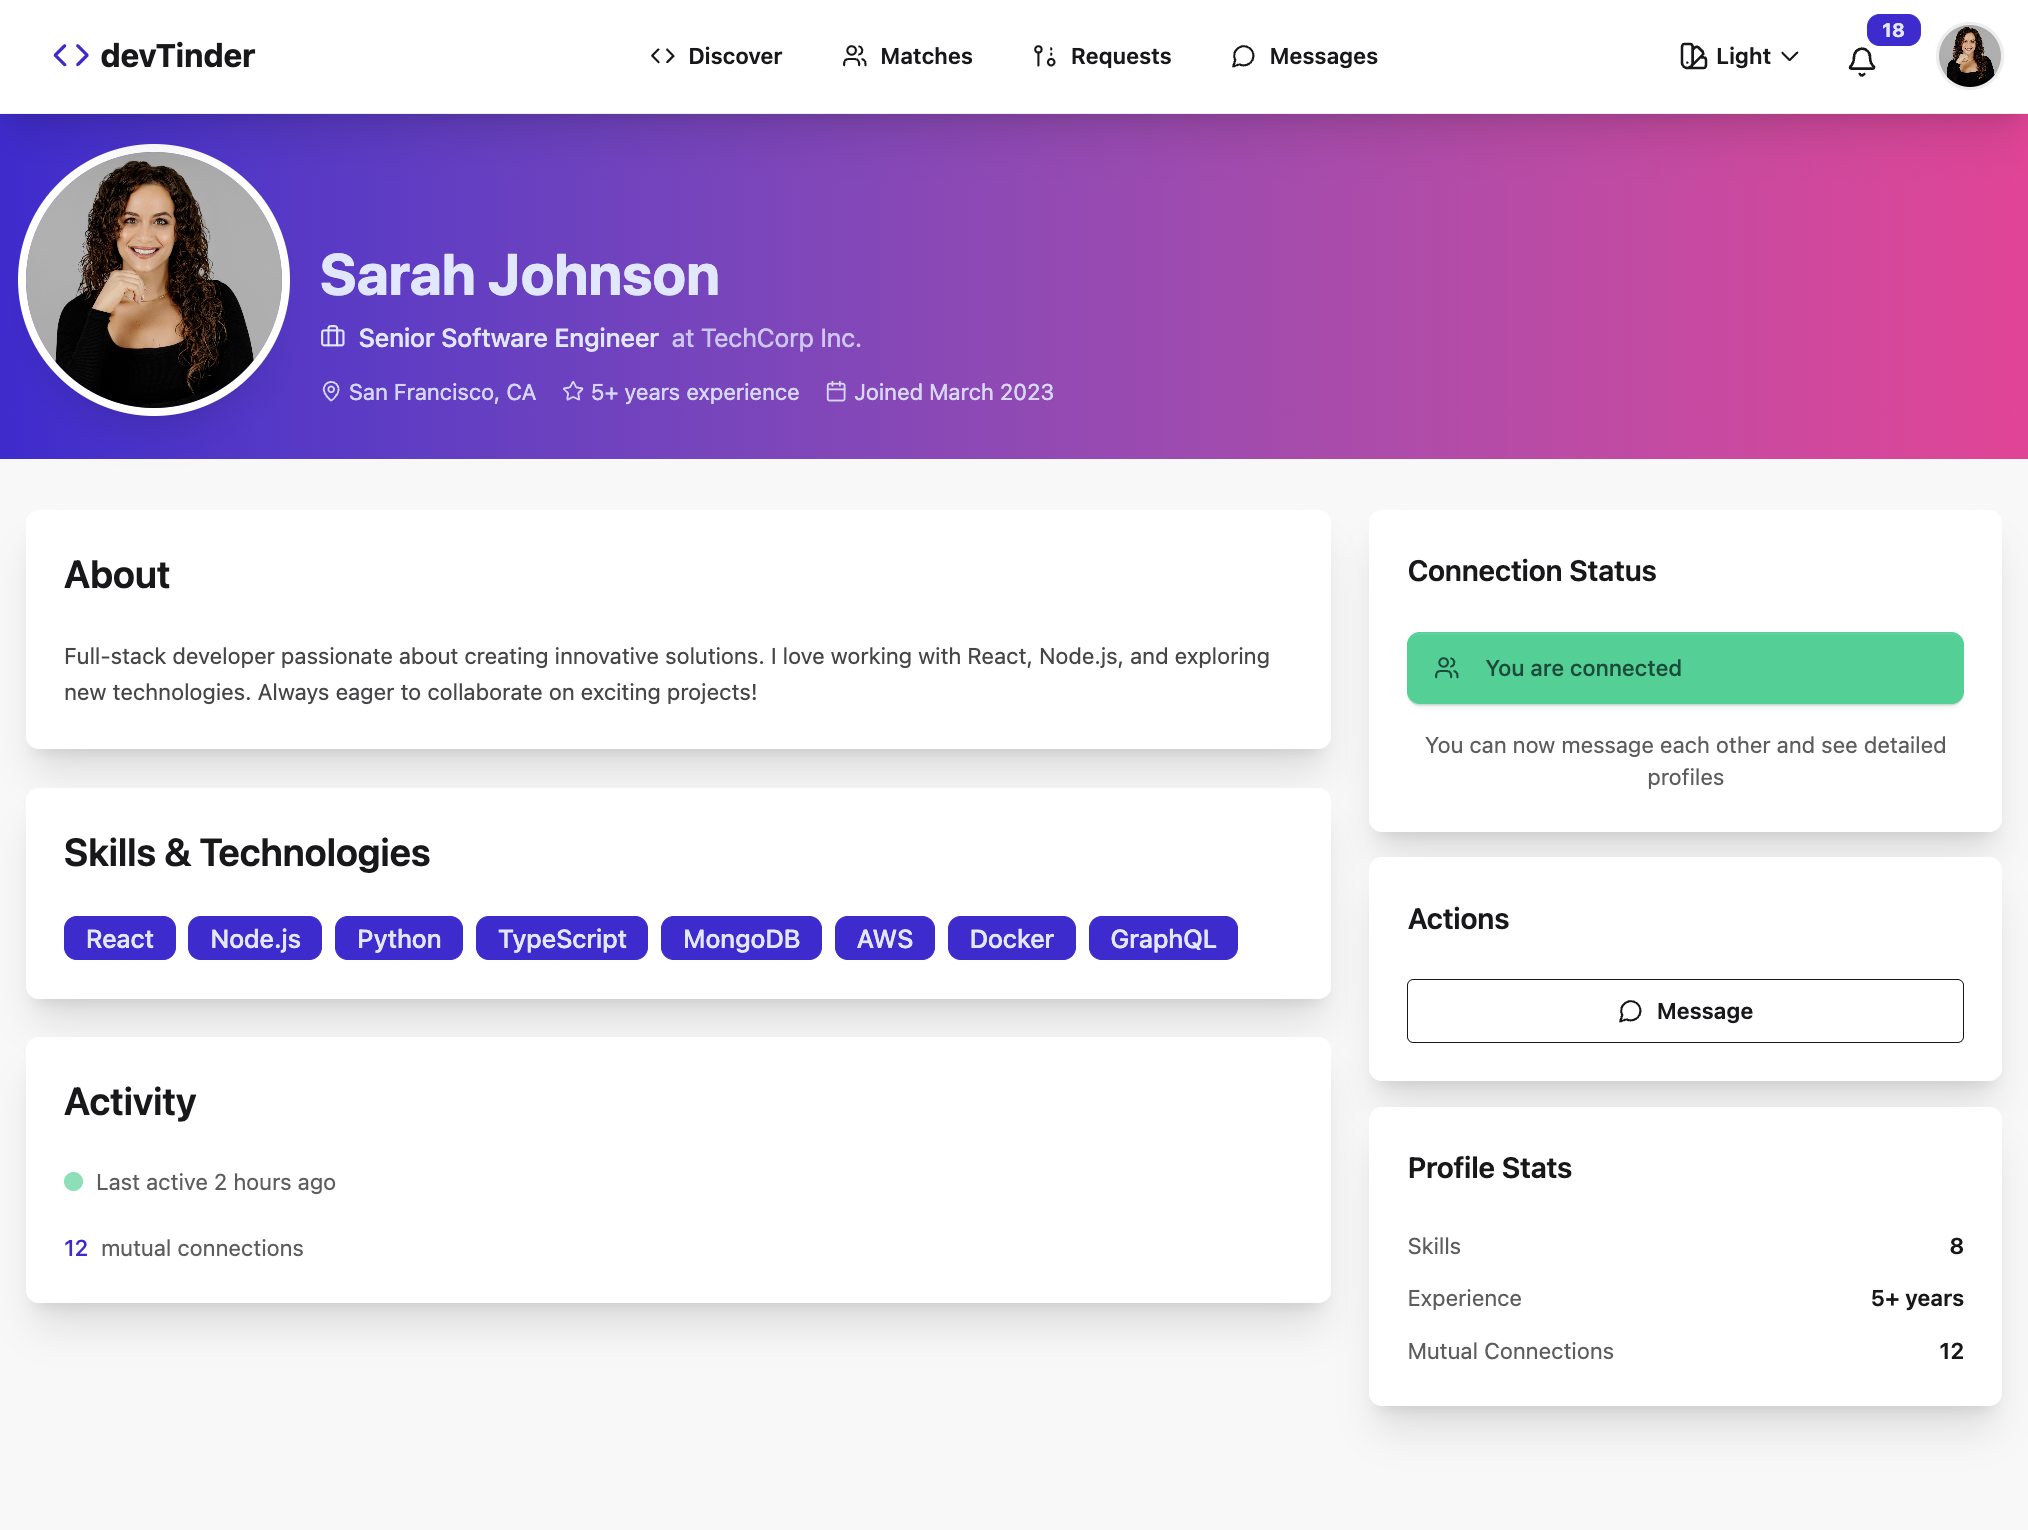 devTinder
Discover
Matches
Requests
Messages
Light
18
Sarah Johnson
Senior Software Engineer at TechCorp Inc.
San Francisco, CA
5+ years experience
Joined March 2023
About
Full-stack developer passionate about creating innovative solutions. I love working with React, Node.js, and exploring
new technologies. Always eager to collaborate on exciting projects!
Skills & Technologies
React
Node.js
Python
TypeScript
MongoDB
AWS
Docker
GraphQL
Activity
Last active 2 hours ago
12 mutual connections
Connection Status
You are connected
You can now message each other and see detailed
profiles
Actions
Message
Profile Stats
Skills 8
Experience 5+ years
Mutual Connections 12